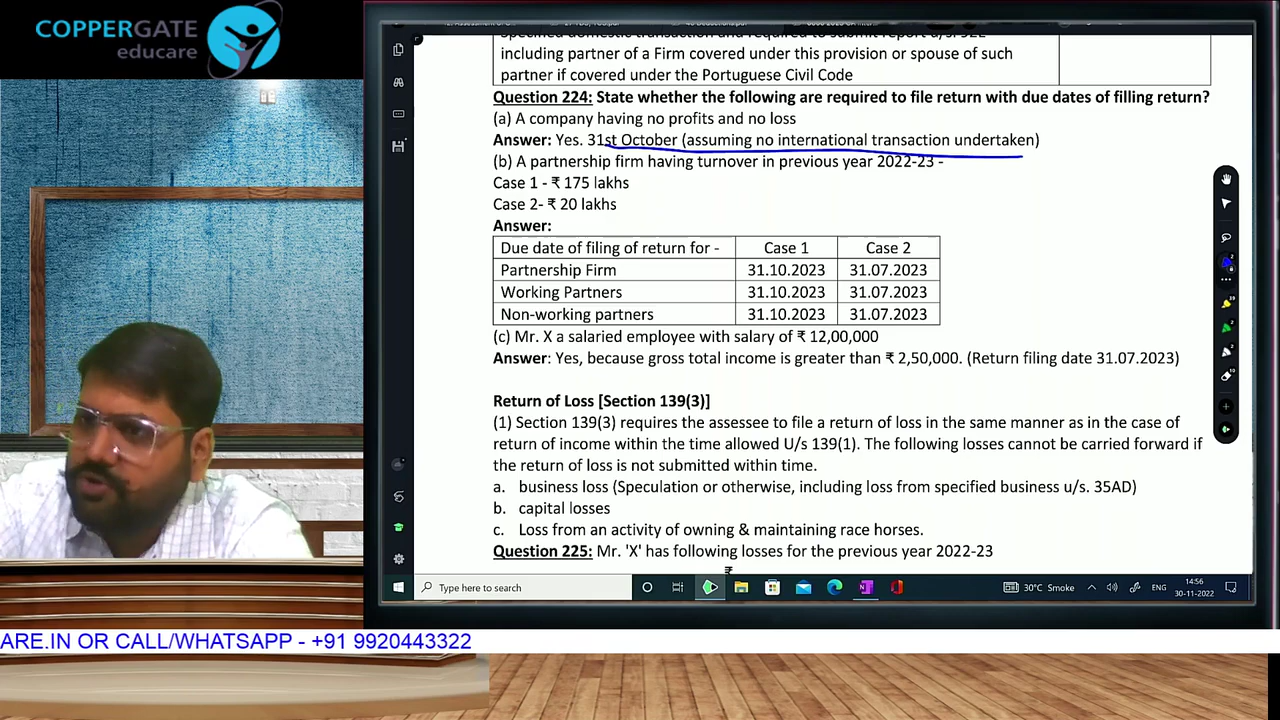 COPPERGATE
educare
including partner of a Firm covered under this provision or spouse of such
partner if covered under the Portuguese Civil Code
Question 224: State whether the following are required to file return with due dates of filling return?
(a) A company having no profits and no loss
Answer: Yes. 31st October (assuming no international transaction undertaken)
(b) A partnership firm having turnover in previous year 2022-23 -
Case 1 - ₹ 175 lakhs
Case 2- ₹ 20 lakhs
Answer:
Due date of filing of return for - Case 1 Case 2
Partnership Firm 31.10.2023 31.07.2023
Working Partners 31.10.2023 31.07.2023
Non-working partners 31.10.2023 31.07.2023
(c) Mr. X a salaried employee with salary of ₹ 12,00,000
Answer: Yes, because gross total income is greater than ₹ 2,50,000. (Return filing date 31.07.2023)
Return of Loss [Section 139(3)]
(1) Section 139(3) requires the assessee to file a return of loss in the same manner as in the case of
return of income within the time allowed U/s 139(1). The following losses cannot be carried forward if
the return of loss is not submitted within time.
a. business loss (Speculation or otherwise, including loss from specified business u/s. 35AD)
b. capital losses
c. Loss from an activity of owning & maintaining race horses.
Question 225: Mr. 'X' has following losses for the previous year 2022-23
₹
Type here to search
30°C Smoke
ENG
14:56
30-11-2022
ARE.IN OR CALL/WHATSAPP - +91 9920443322